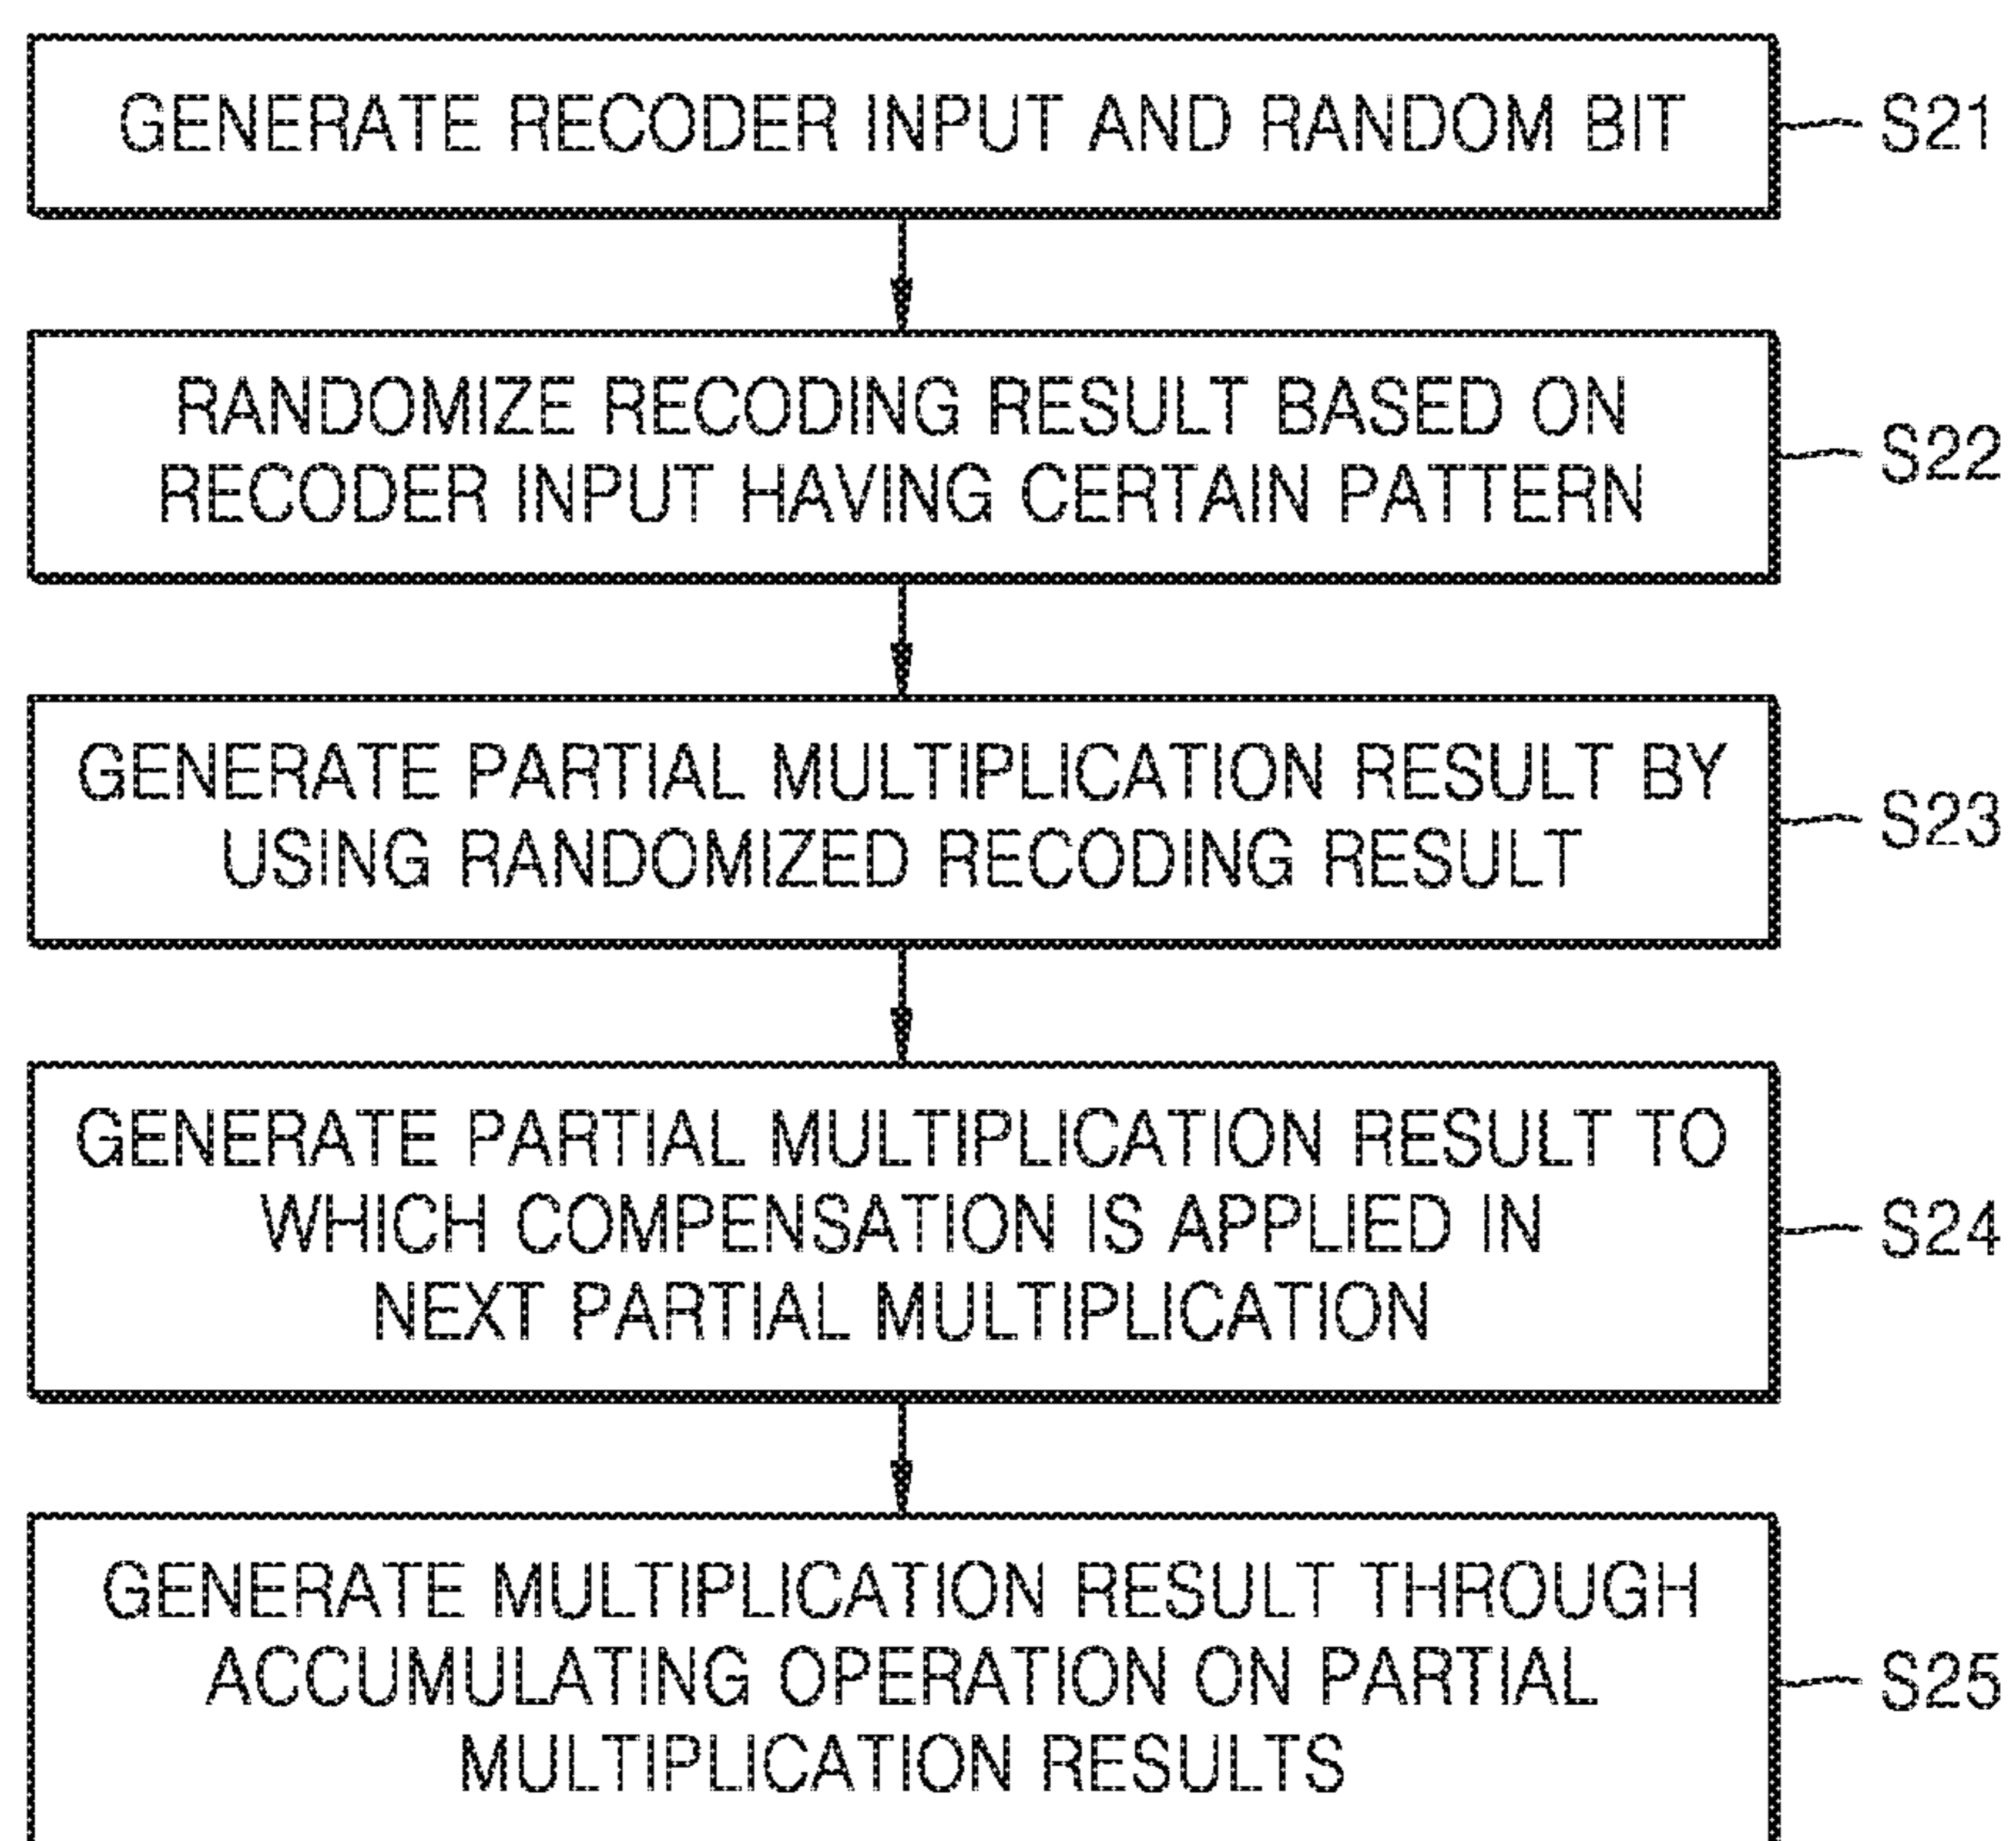 GENERATE RECODER INPUT AND RANDOM BIT
S21
RANDOMIZE RECODING RESULT BASED ON
RECODER INPUT HAVING CERTAIN PATTERN
S22
GENERATE PARTIAL MULTIPLICATION RESULT BY
USING RANDOMIZED RECODING RESULT
S23
GENERATE PARTIAL MULTIPLICATION RESULT TO
WHICH COMPENSATION IS APPLIED IN
NEXT PARTIAL MULTIPLICATION
S24
GENERATE MULTIPLICATION RESULT THROUGH
ACCUMULATING OPERATION ON PARTIAL
MULTIPLICATION RESULTS
S25